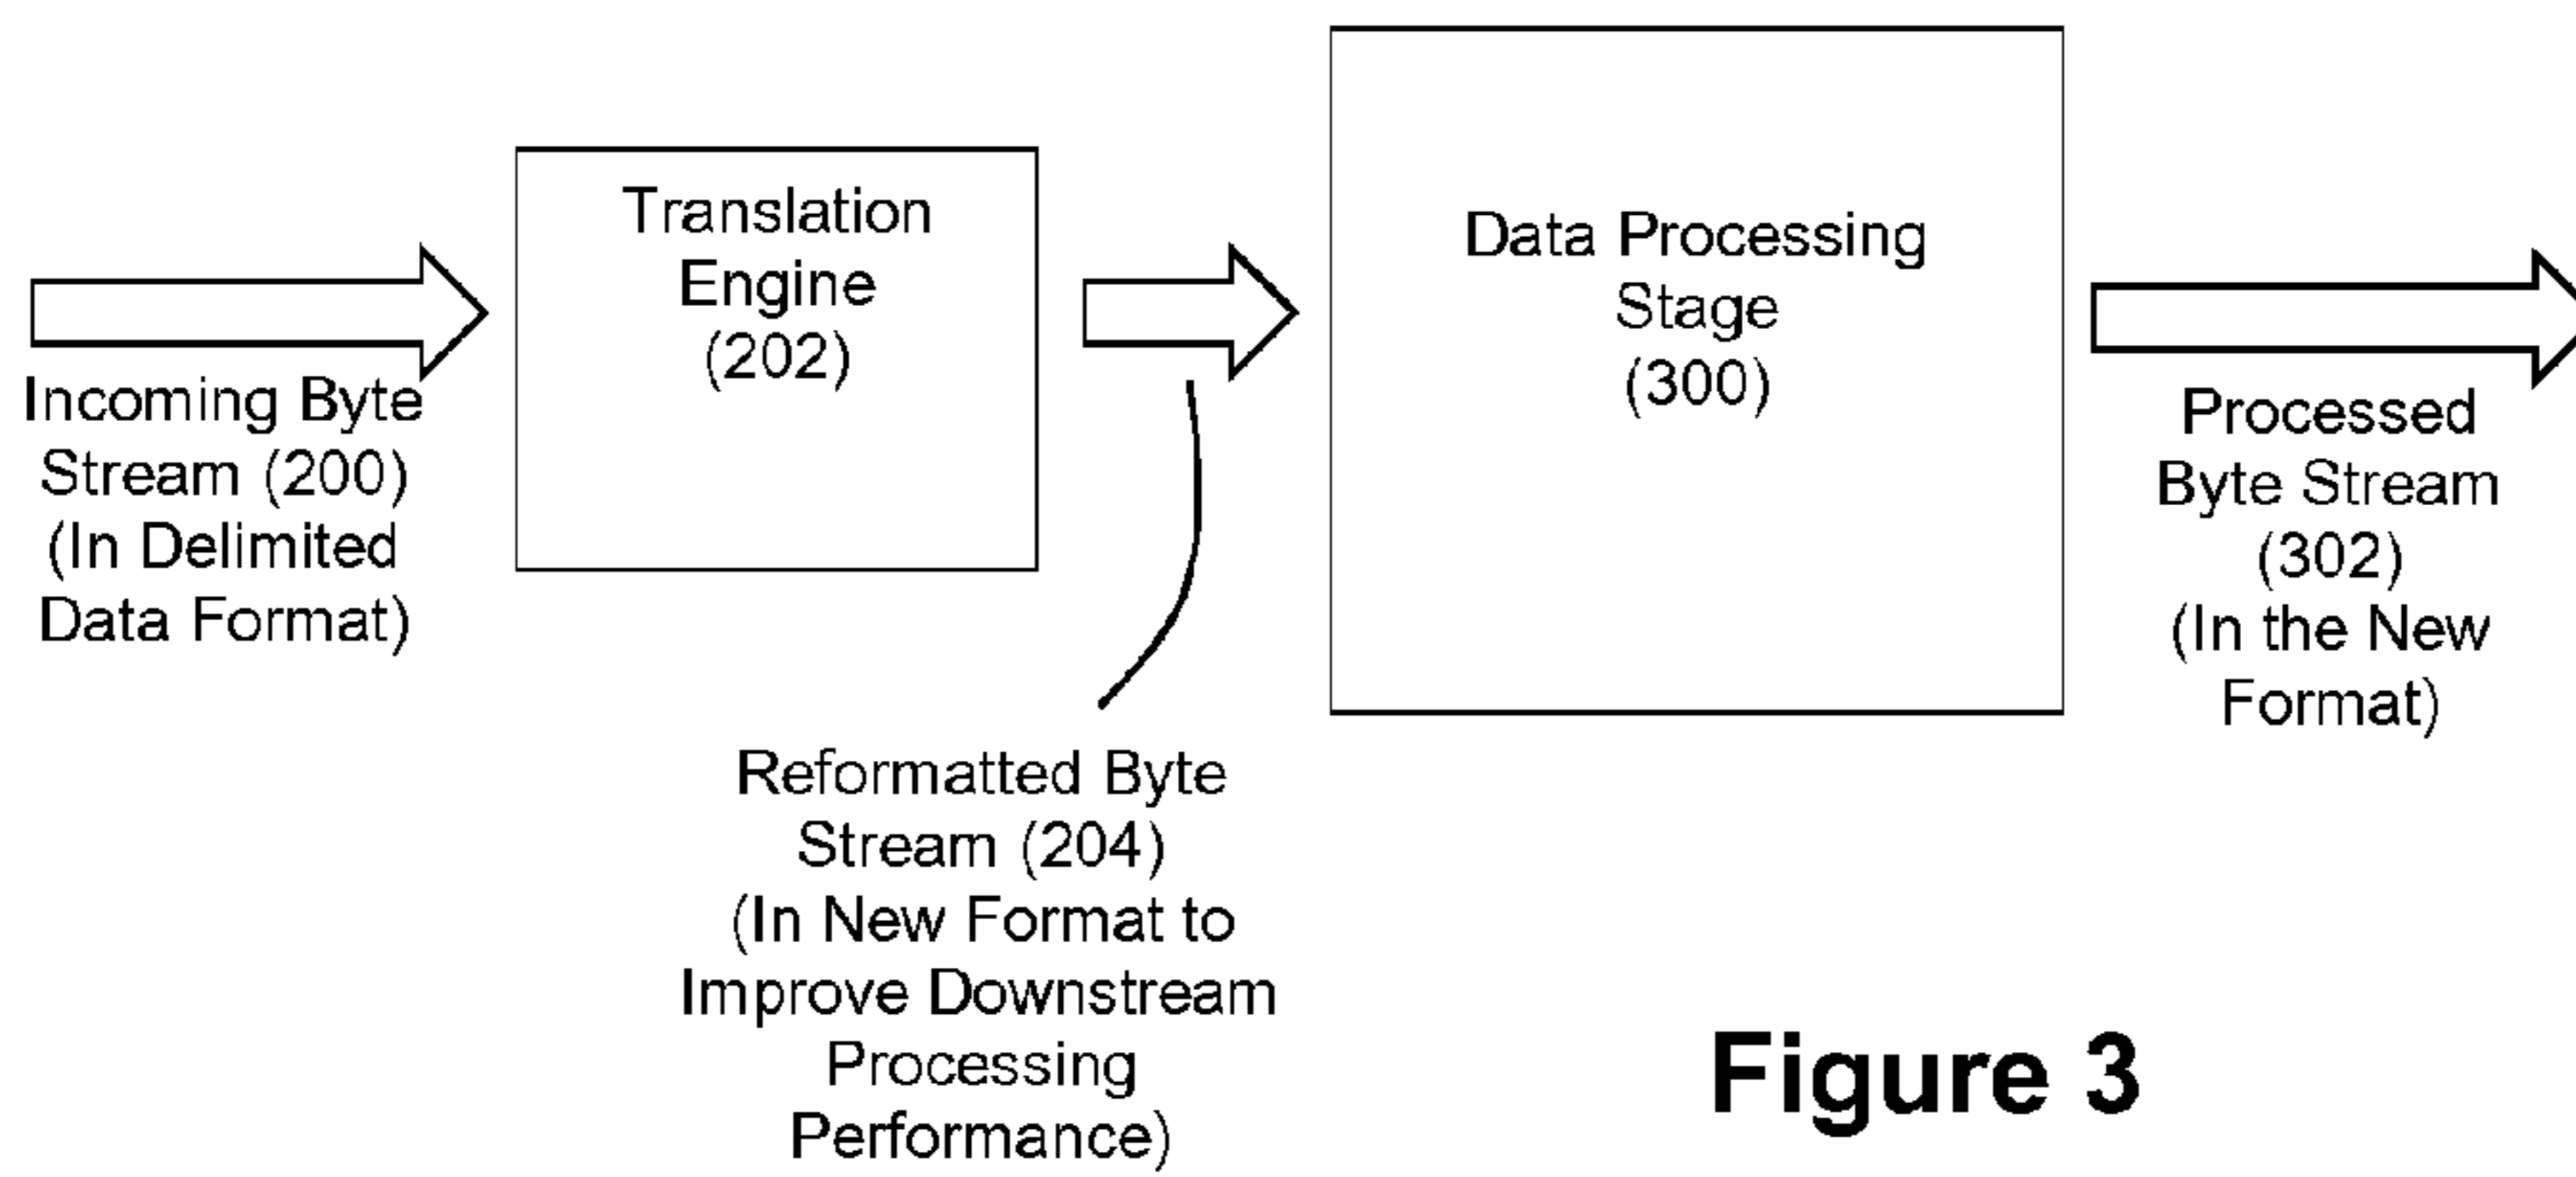 Incoming Byte
Stream (200)
(In Delimited
Data Format)
Translation
Engine
(202)
Reformatted Byte
Stream (204)
(In New Format to
Improve Downstream
Processing
Performance)
Data Processing
Stage
(300)
Processed
Byte Stream
(302)
(In the New
Format)
Figure 3